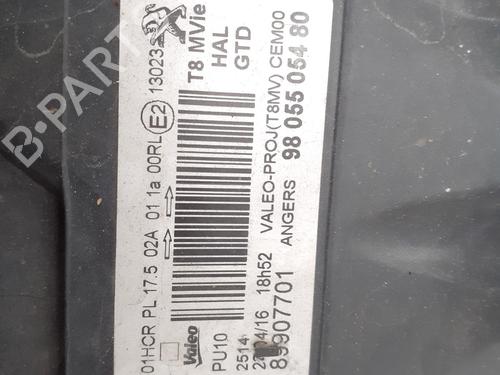 B-PARTS
01HCR PL 17.5 02A 01 1a 00RL E2 13023
Valeo
T8 MVie
HAL
GTD
PU10
2514
18h52 VALEO-PROJ(T8MV) CEM00
ANGERS 98 055 054 80
89907701